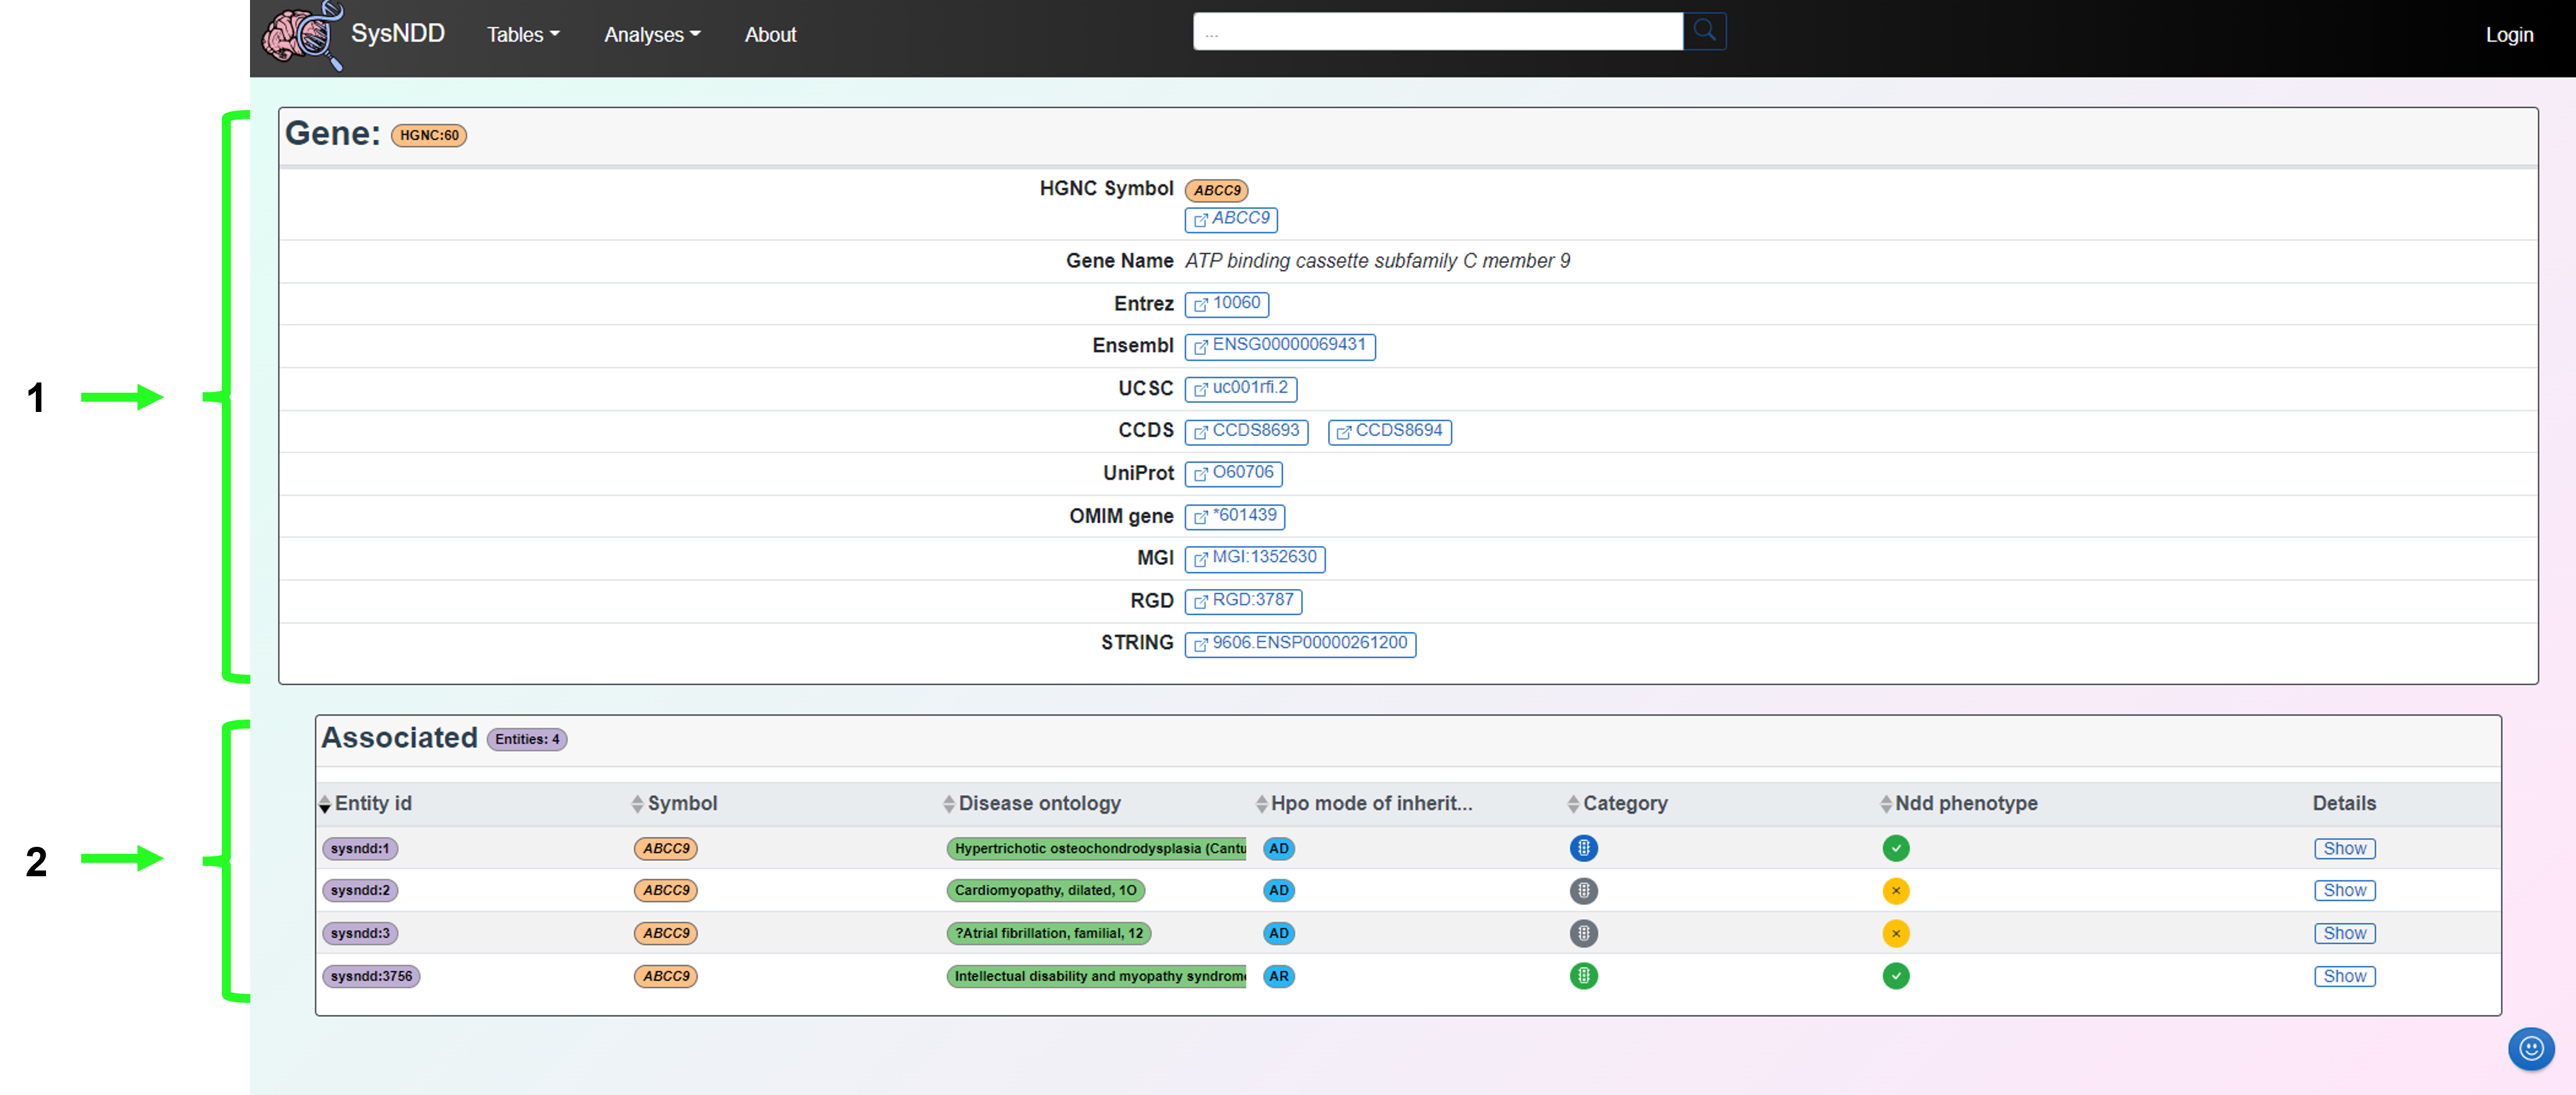 SysNDD Tables Analyses About ... Login
Gene: HGNC:60
HGNC Symbol ABCC9
ABCC9
Gene Name ATP binding cassette subfamily C member 9
Entrez 10060
Ensembl ENSG00000069431
1
UCSC uc001rfi.2
CCDS CCDS8693 CCDS8694
UniProt O60706
OMIM gene *601439
MGI MGI:1352630
RGD RGD:3787
STRING 9606.ENSP00000261200
Associated Entities: 4
Entity id Symbol Disease ontology Hpo mode of inherit... Category Ndd phenotype Details
sysndd:1 ABCC9 Hypertrichotic osteochondrodysplasia (Cantu AD Show
2
sysndd:2 ABCC9 Cardiomyopathy, dilated, 1O AD Show
sysndd:3 ABCC9 ?Atrial fibrillation, familial, 12 AD Show
sysndd:3756 ABCC9 Intellectual disability and myopathy syndrome AR Show